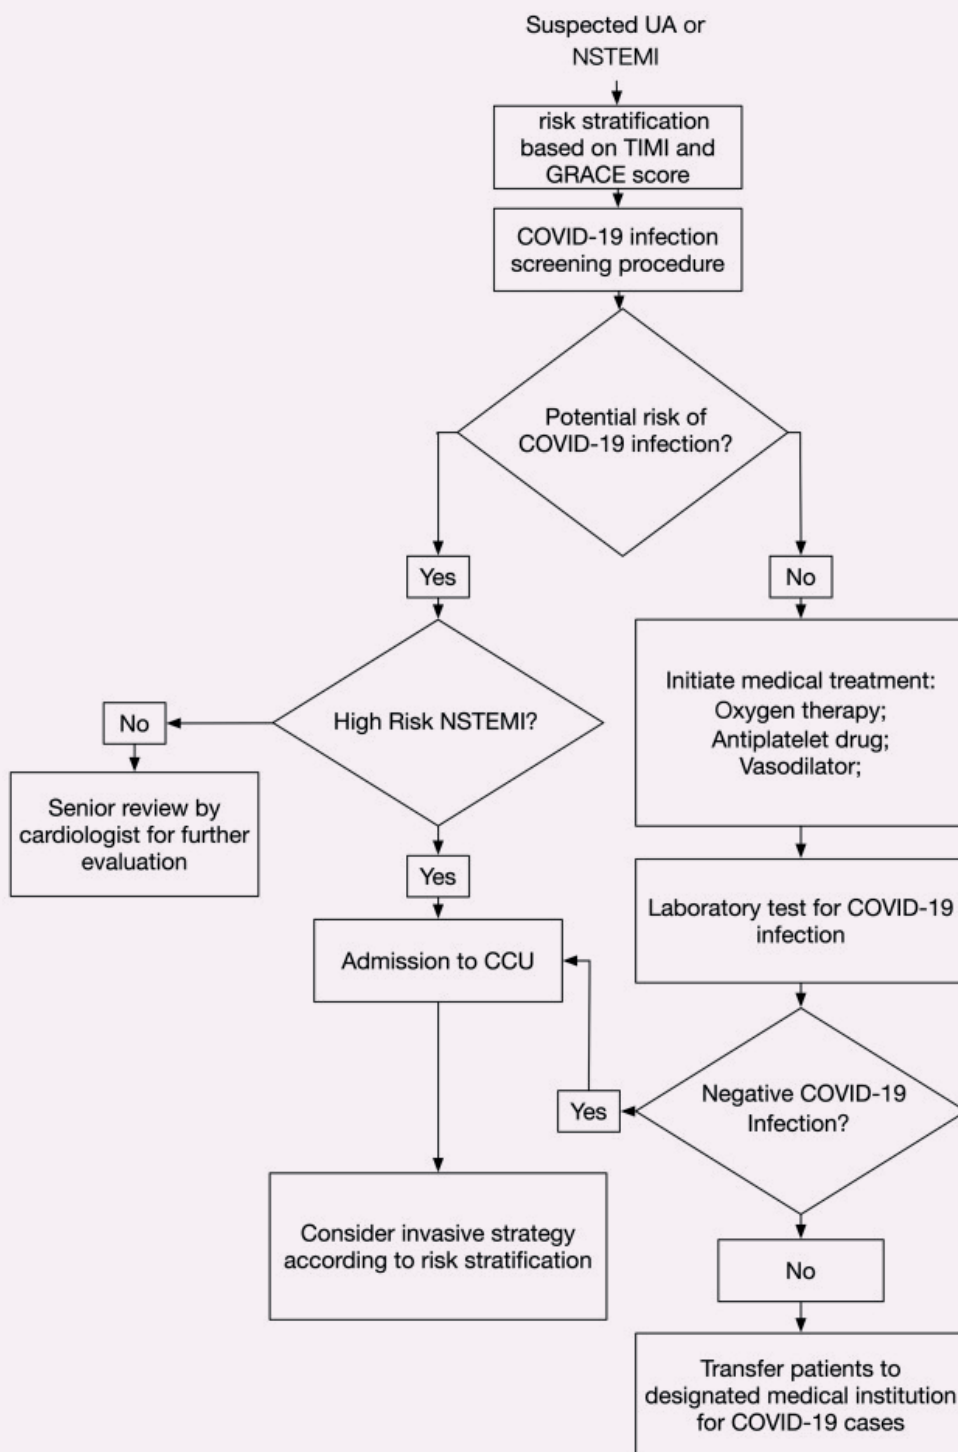 Suspected UA or
NSTEMI
risk stratification
based on TIMI and
GRACE score
COVID-19 infection
screening procedure
Potential risk of
COVID-19 infection?
Yes
No
High Risk NSTEMI?
No
Initiate medical treatment:
Oxygen therapy;
Antiplatelet drug;
Vasodilator;
Senior review by
cardiologist for further
evaluation
Yes
Laboratory test for COVID-19
infection
Admission to CCU
Negative COVID-19
Infection?
Yes
Consider invasive strategy
according to risk stratification
No
Transfer patients to
designated medical institution
for COVID-19 cases